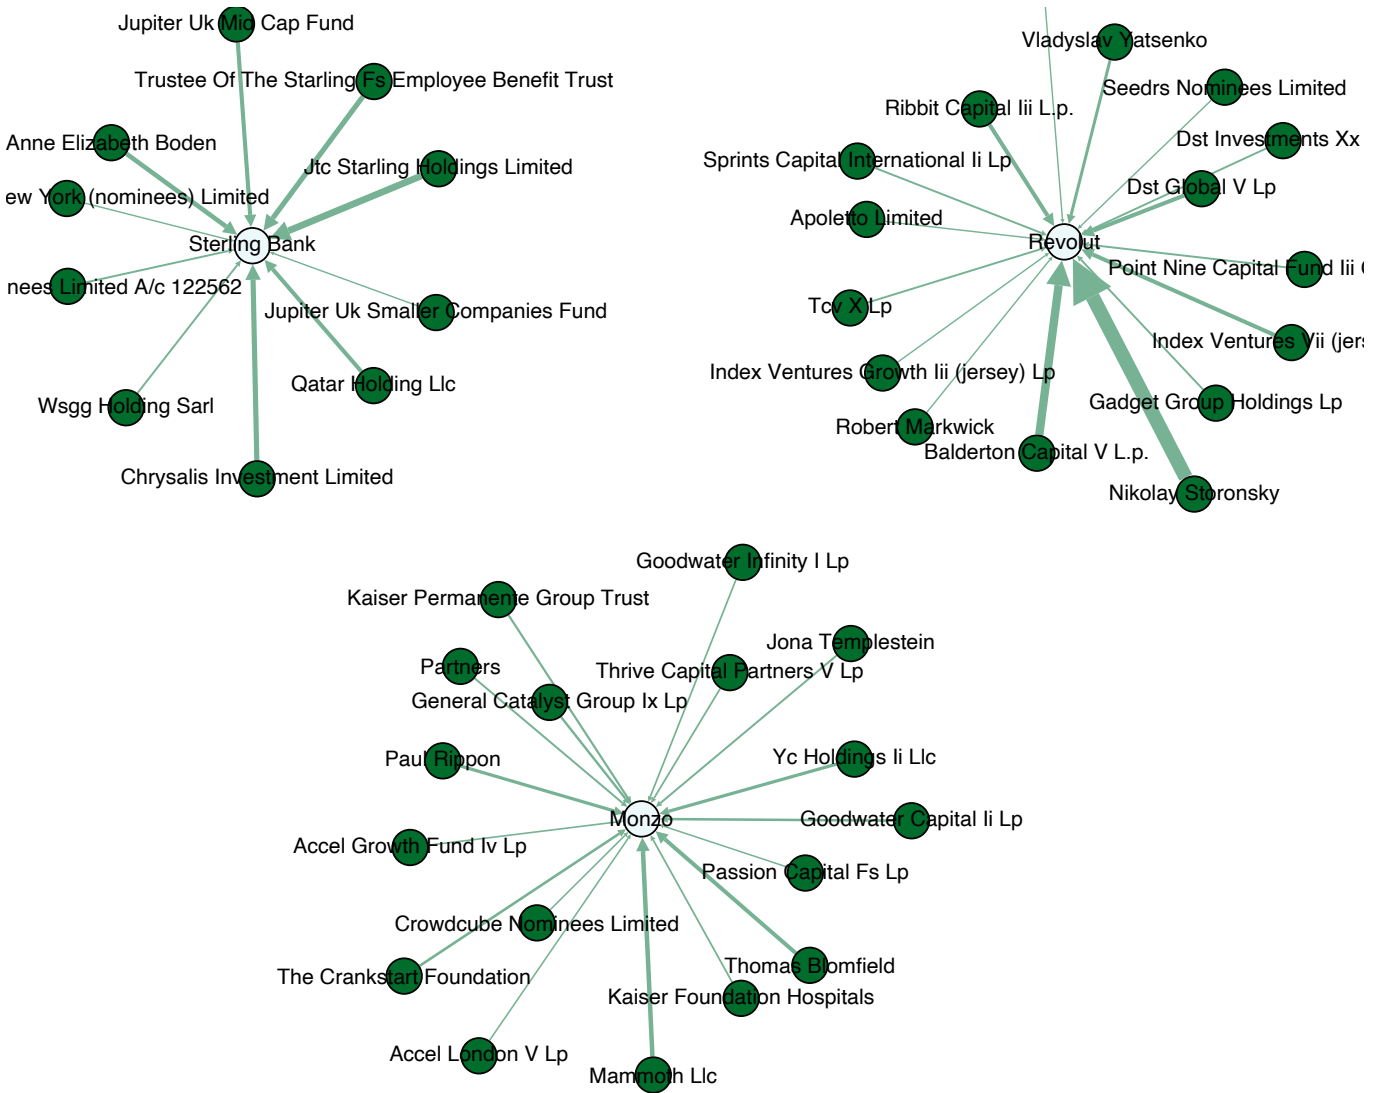 Jupiter Uk Mid Cap Fund
Trustee Of The Starling Fs Employee Benefit Trust
Anne Elizabeth Boden
Jtc Starling Holdings Limited
ew York (nominees) Limited
Sterling Bank
nees Limited A/c 122562
Jupiter Uk Smaller Companies Fund
Qatar Holding Llc
Wsgg Holding Sarl
Chrysalis Investment Limited
Vladyslav Yatsenko
Seedrs Nominees Limited
Ribbit Capital Iii L.p.
Dst Investments Xx
Sprints Capital International Ii Lp
Dst Global V Lp
Apoletto Limited
Revolut
Point Nine Capital Fund Iii
Tcv X Lp
Index Ventures Vii (jers
Index Ventures Growth Iii (jersey) Lp
Gadget Group Holdings Lp
Robert Markwick
Balderton Capital V L.p.
Nikolay Storonsky
Goodwater Infinity I Lp
Kaiser Permanente Group Trust
Jona Templestein
Partners
Thrive Capital Partners V Lp
General Catalyst Group Ix Lp
Paul Rippon
Yc Holdings Ii Llc
Monzo
Goodwater Capital Ii Lp
Accel Growth Fund Iv Lp
Passion Capital Fs Lp
Crowdcube Nominees Limited
Thomas Blomfield
The Crankstart Foundation
Kaiser Foundation Hospitals
Accel London V Lp
Mammoth Llc